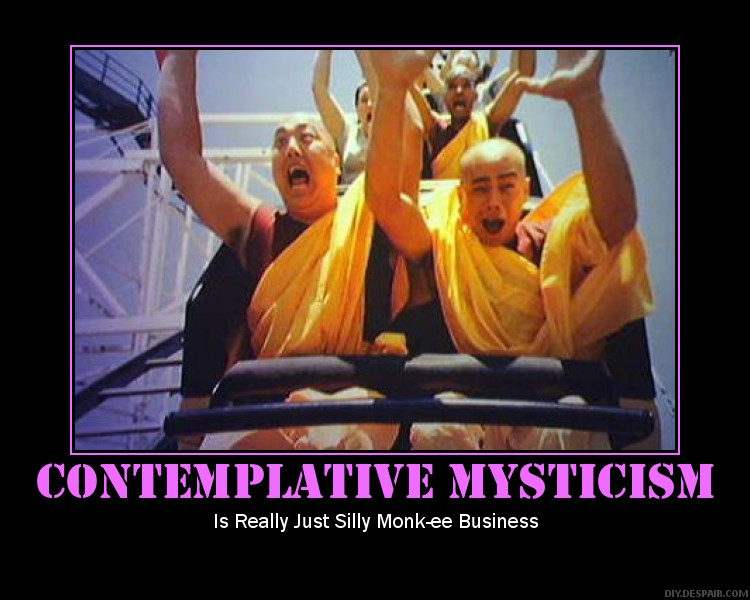 CONTEMPLATIVE MYSTICISM
Is Really Just Silly Monk-ee Business
DIY.DESPAIR.COM